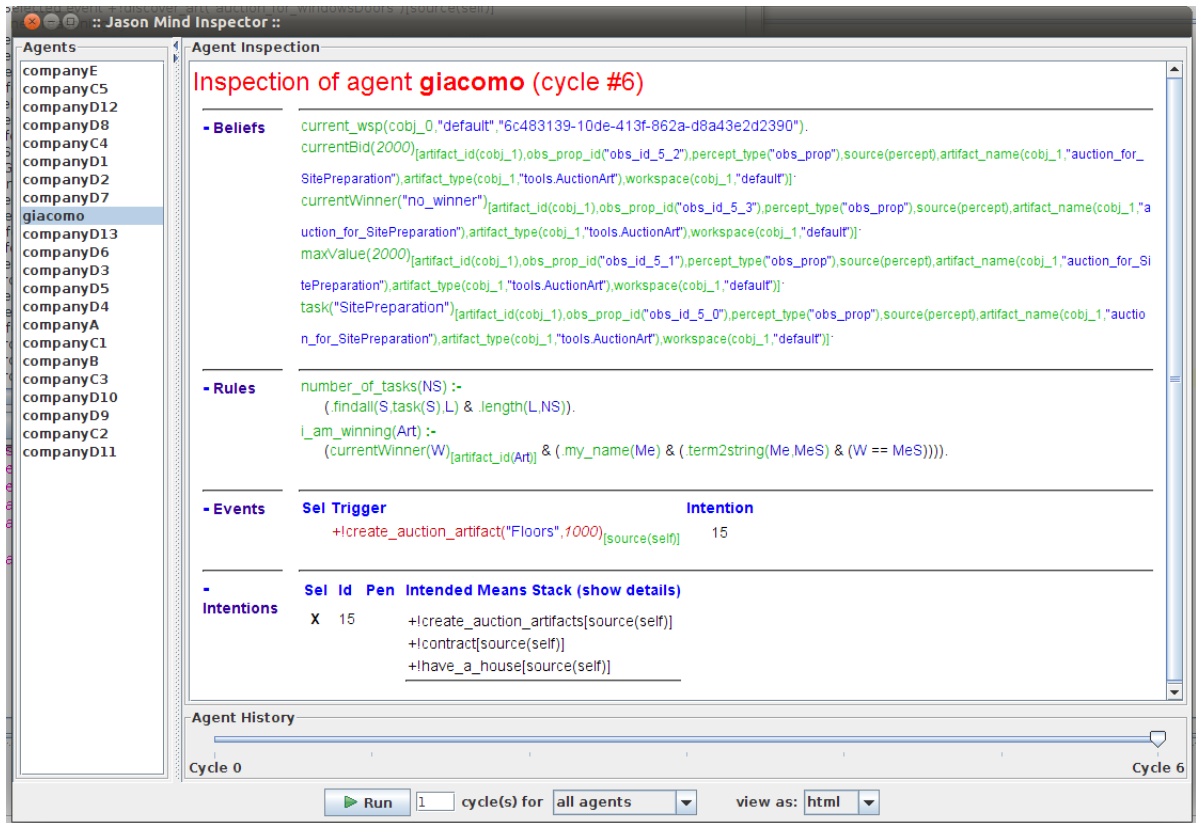 selected event +!discover_art("auction_for_windowsDoors")[source(self)]
:: Jason Mind Inspector ::
Agents
companyE
companyC5
companyD12
companyD8
companyC4
companyD1
companyD2
companyD7
giacomo
companyD13
companyD6
companyD3
companyD5
companyD4
companyA
companyC1
companyB
companyC3
companyD10
companyD9
companyC2
companyD11
Agent Inspection
Inspection of agent giacomo (cycle #6)
- Beliefs
current_wsp(cobj_0,"default","6c483139-10de-413f-862a-d8a43e2d2390").
currentBid(2000)[artifact_id(cobj_1),obs_prop_id("obs_id_5_2"),percept_type("obs_prop"),source(percept),artifact_name(cobj_1,"auction_for_
SitePreparation"),artifact_type(cobj_1,"tools.AuctionArt"),workspace(cobj_1,"default")].
currentWinner("no_winner")[artifact_id(cobj_1),obs_prop_id("obs_id_5_3"),percept_type("obs_prop"),source(percept),artifact_name(cobj_1,"a
uction_for_SitePreparation"),artifact_type(cobj_1,"tools.AuctionArt"),workspace(cobj_1,"default")].
maxValue(2000)[artifact_id(cobj_1),obs_prop_id("obs_id_5_1"),percept_type("obs_prop"),source(percept),artifact_name(cobj_1,"auction_for_Si
tePreparation"),artifact_type(cobj_1,"tools.AuctionArt"),workspace(cobj_1,"default")].
task("SitePreparation")[artifact_id(cobj_1),obs_prop_id("obs_id_5_0"),percept_type("obs_prop"),source(percept),artifact_name(cobj_1,"auctio
n_for_SitePreparation"),artifact_type(cobj_1,"tools.AuctionArt"),workspace(cobj_1,"default")].
- Rules
number_of_tasks(NS) :-
(.findall(S,task(S),L) & .length(L,NS)).
i_am_winning(Art) :-
(currentWinner(W)[artifact_id(Art)] & (.my_name(Me) & (.term2string(Me,MeS) & (W == MeS)))).
- Events
Sel Trigger Intention
+!create_auction_artifact("Floors",1000)[source(self)] 15
- Intentions
Sel Id Pen Intended Means Stack (show details)
X 15 +!create_auction_artifacts[source(self)]
+!contract[source(self)]
+!have_a_house[source(self)]
Agent History
Cycle 0 Cycle 6
Run 1 cycle(s) for all agents view as: html